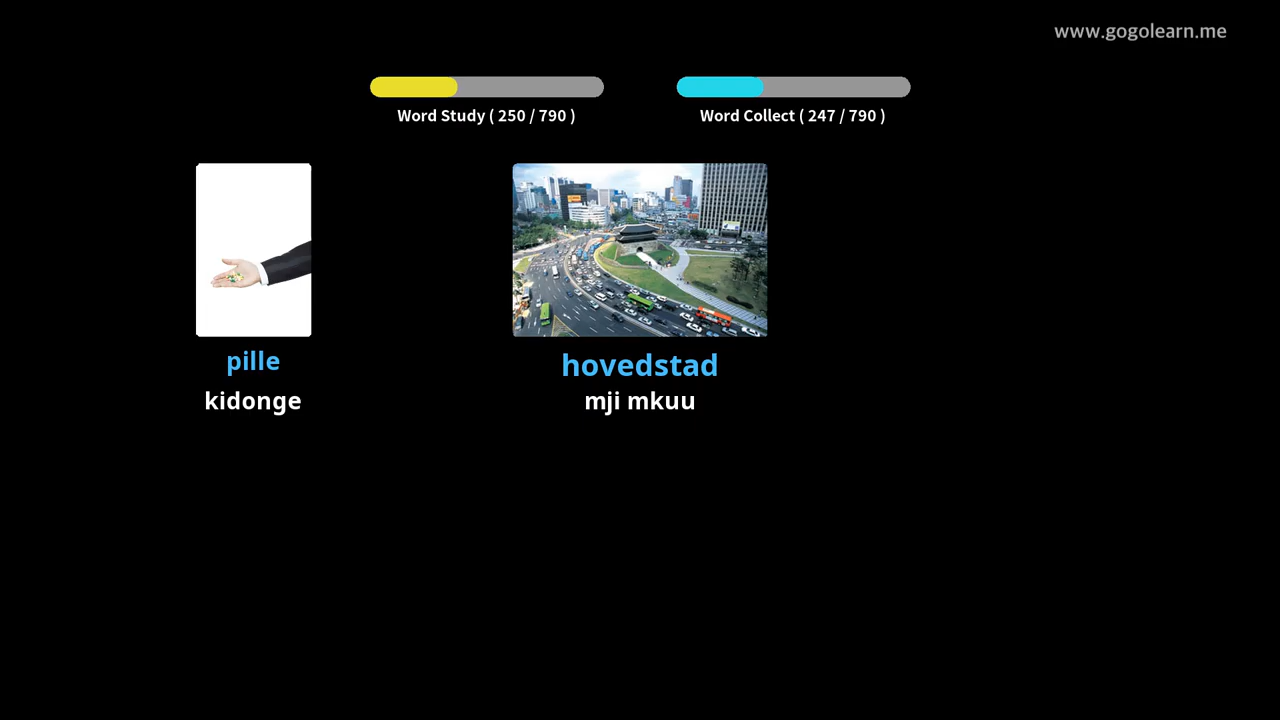 www.gogolearn.me
Word Study ( 250 / 790 )
Word Collect ( 247 / 790 )
pille
kidonge
hovedstad
mji mkuu